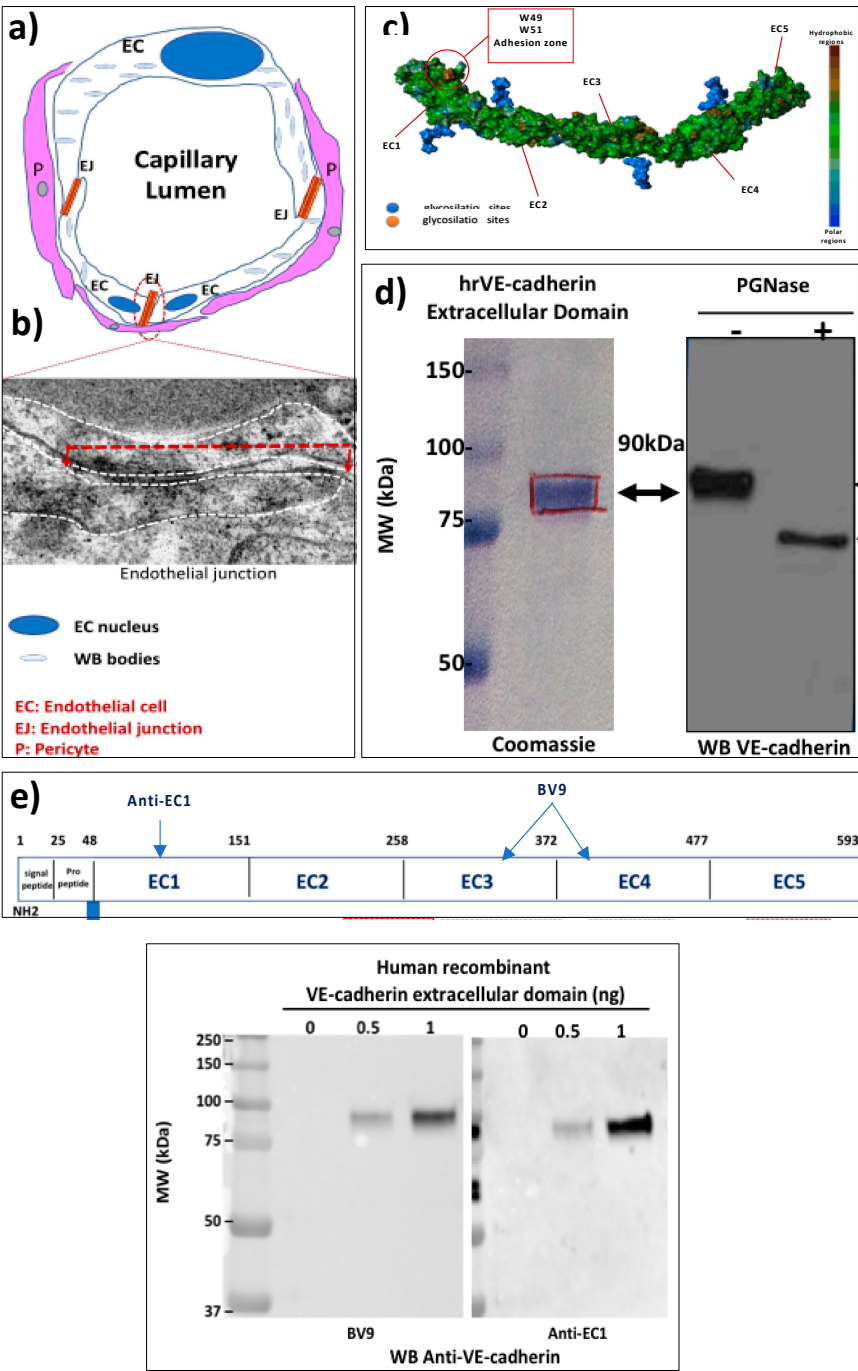 a)
EC
P
EJ
Capillary
Lumen
P
EJ
EJ
EC
EC
b)
Endothelial junction
EC nucleus
WB bodies
EC: Endothelial cell
EJ: Endothelial junction
P: Pericyte
c)
W49
W51
Adhesion zone
EC5
Hydrophobic
regions
EC3
EC1
EC2
EC4
sites
glycosilatio sites
Polar
regions
d)
hrVE-cadherin
Extracellular Domain
PGNase
- +
150-
100-
90kDa
75-
50-
MW (kDa)
Coomassie
WB VE-cadherin
e)
Anti-EC1
BV9
1 25 48 151 258 372 477 593
signal
peptide
Pro
peptide
EC1 EC2 EC3 EC4 EC5
NH2
Human recombinant
VE-cadherin extracellular domain (ng)
0 0.5 1 0 0.5 1
250
150
100
75
50
37
MW (kDa)
BV9 Anti-EC1
WB Anti-VE-cadherin